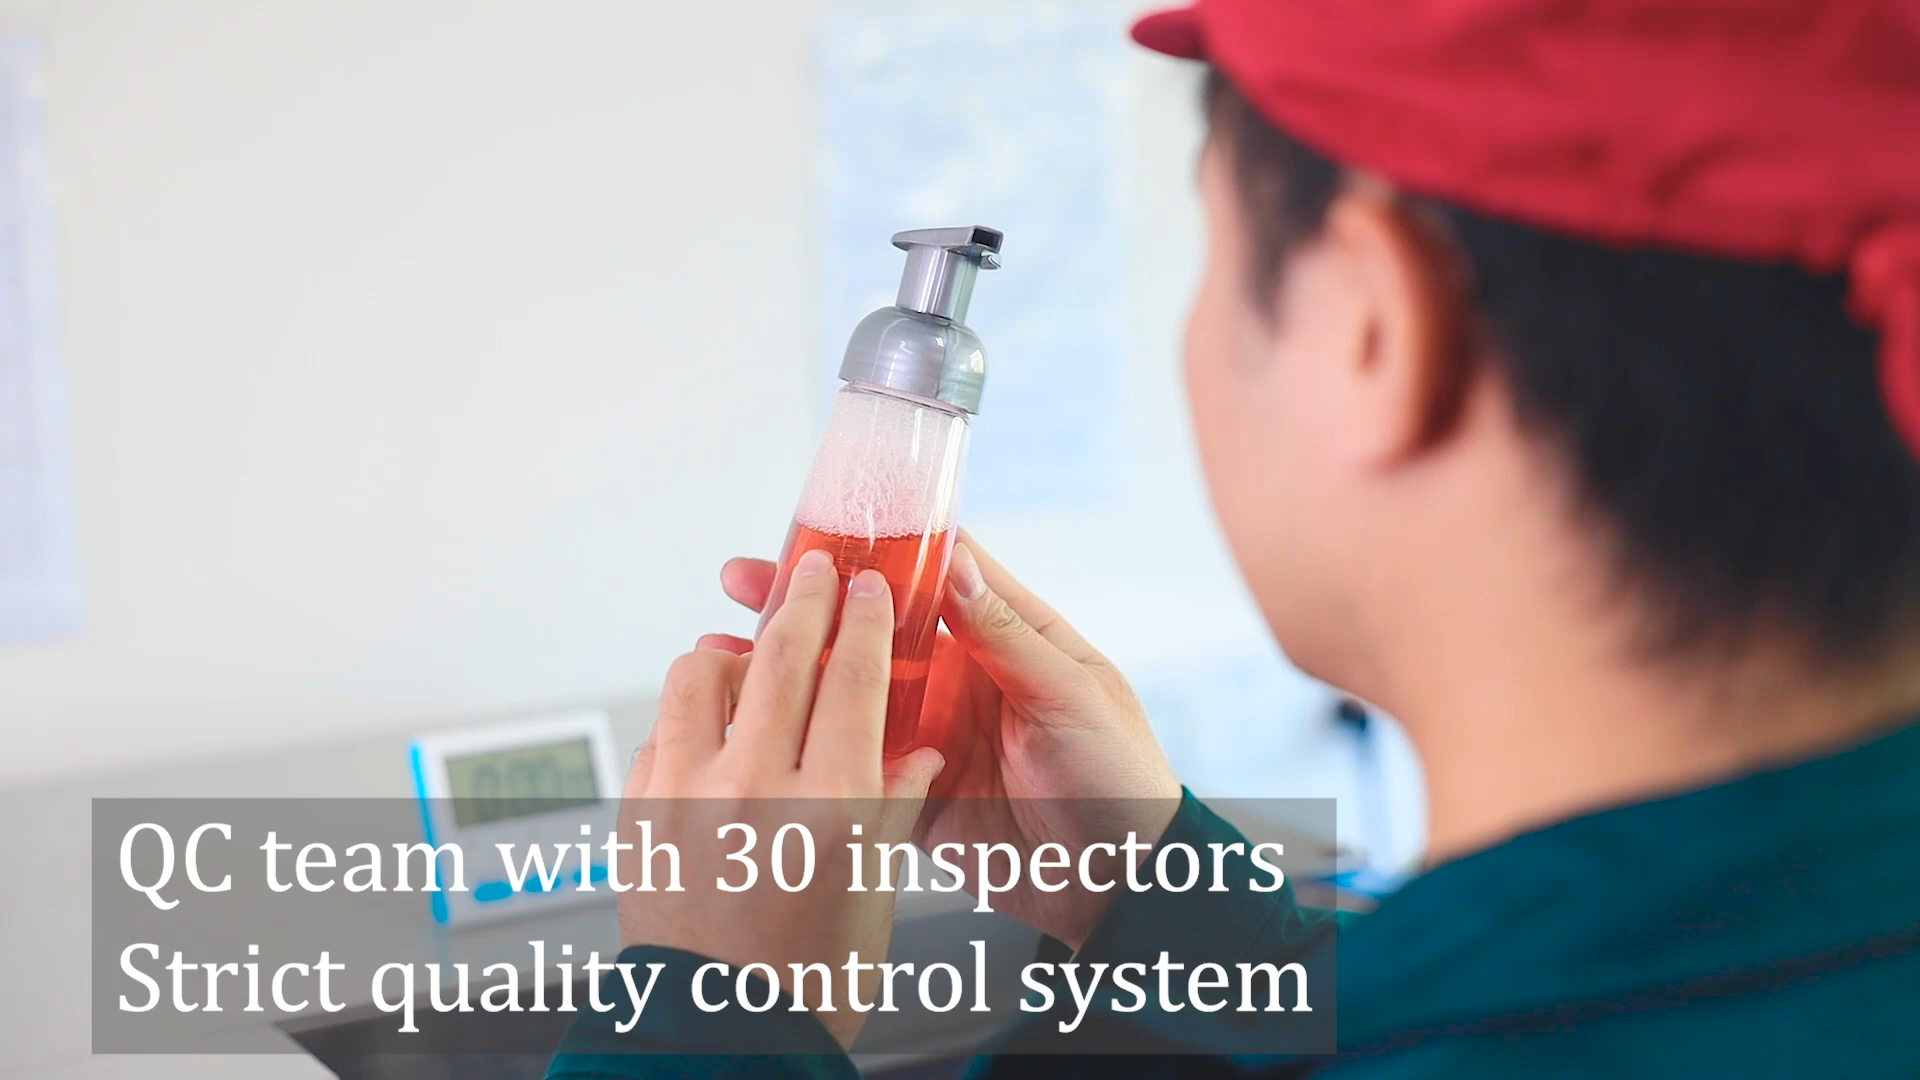 QC team with 30 inspectors
Strict quality control system